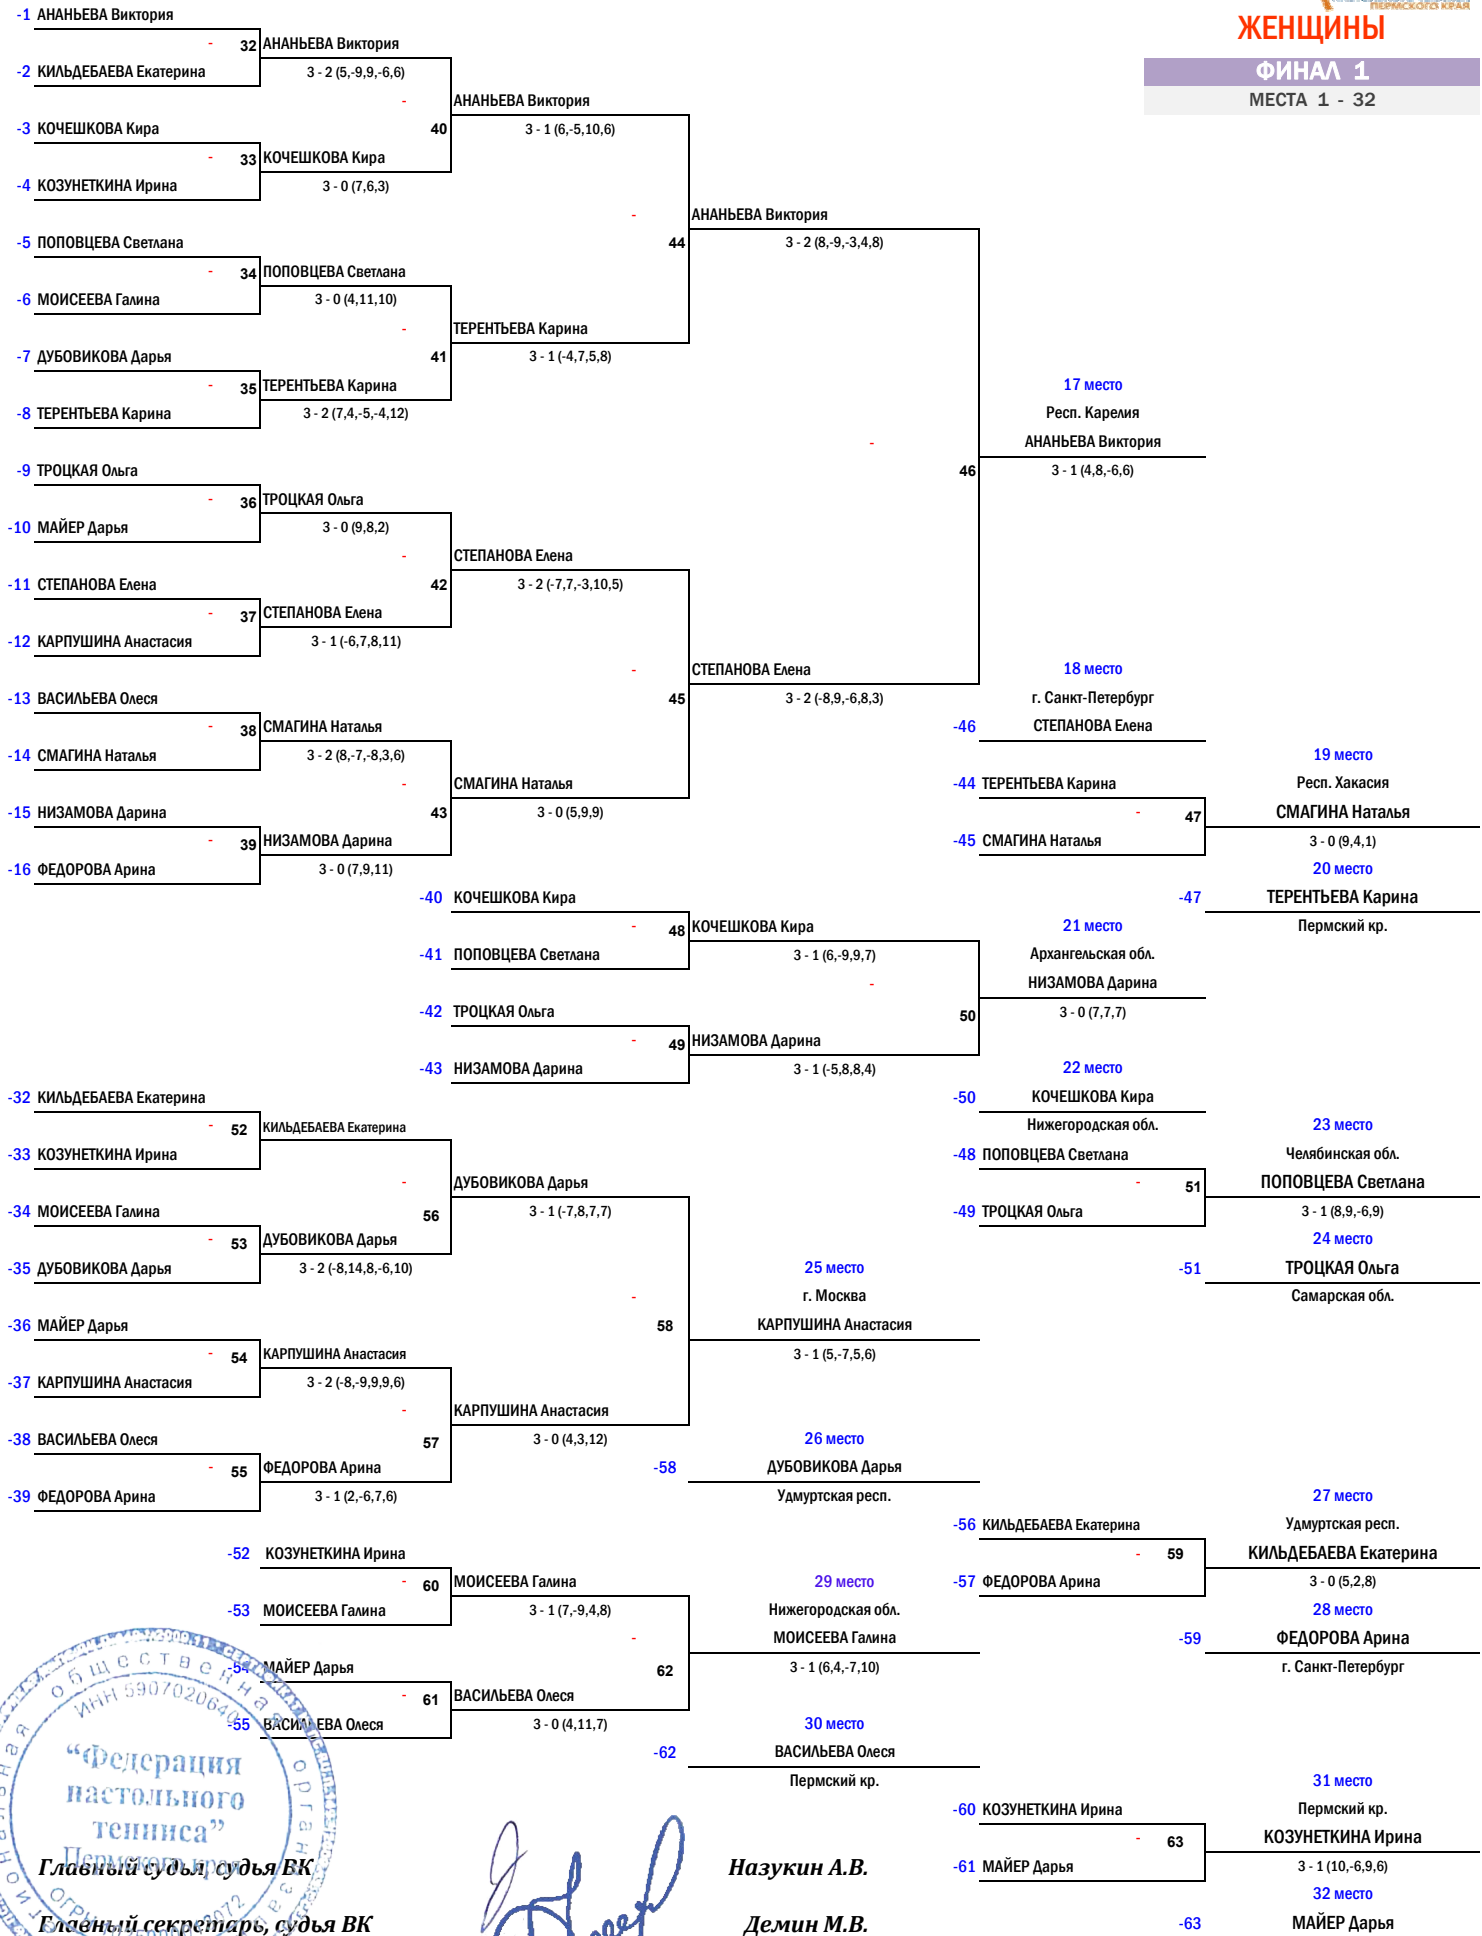 ПЕРМСКОГО КРАЯ
ЖЕНЩИНЫ
ФИНАЛ 1
МЕСТА 1 - 32
-1 АНАНЬЕВА Виктория
- 32 АНАНЬЕВА Виктория
-2 КИЛЬДЕБАЕВА Екатерина 3 - 2 (5,-9,9,-6,6)
- АНАНЬЕВА Виктория
-3 КОЧЕШКОВА Кира 40 3 - 1 (6,-5,10,6)
- 33 КОЧЕШКОВА Кира
-4 КОЗУНЕТКИНА Ирина 3 - 0 (7,6,3)
- АНАНЬЕВА Виктория
-5 ПОПОВЦЕВА Светлана 44 3 - 2 (8,-9,-3,4,8)
- 34 ПОПОВЦЕВА Светлана
-6 МОИСЕЕВА Галина 3 - 0 (4,11,10)
- ТЕРЕНТЬЕВА Карина
-7 ДУБОВИКОВА Дарья 41 3 - 1 (-4,7,5,8)
- 35 ТЕРЕНТЬЕВА Карина 17 место
-8 ТЕРЕНТЬЕВА Карина 3 - 2 (7,4,-5,-4,12) Респ. Карелия
- АНАНЬЕВА Виктория
-9 ТРОЦКАЯ Ольга 46 3 - 1 (4,8,-6,6)
- 36 ТРОЦКАЯ Ольга
-10 МАЙЕР Дарья 3 - 0 (9,8,2)
- СТЕПАНОВА Елена
-11 СТЕПАНОВА Елена 42 3 - 2 (-7,7,-3,10,5)
- 37 СТЕПАНОВА Елена
-12 КАРПУШИНА Анастасия 3 - 1 (-6,7,8,11)
- СТЕПАНОВА Елена 18 место
-13 ВАСИЛЬЕВА Олеся 45 3 - 2 (-8,9,-6,8,3) г. Санкт-Петербург
- 38 СМАГИНА Наталья -46 СТЕПАНОВА Елена
-14 СМАГИНА Наталья 3 - 2 (8,-7,-8,3,6) 19 место
- СМАГИНА Наталья -44 ТЕРЕНТЬЕВА Карина Респ. Хакасия
-15 НИЗАМОВА Дарина 43 3 - 0 (5,9,9) - 47 СМАГИНА Наталья
- 39 НИЗАМОВА Дарина -45 СМАГИНА Наталья 3 - 0 (9,4,1)
-16 ФЕДОРОВА Арина 3 - 0 (7,9,11) 20 место
-40 КОЧЕШКОВА Кира -47 ТЕРЕНТЬЕВА Карина
- 48 КОЧЕШКОВА Кира 21 место Пермский кр.
-41 ПОПОВЦЕВА Светлана 3 - 1 (6,-9,9,7) Архангельская обл.
- НИЗАМОВА Дарина
-42 ТРОЦКАЯ Ольга 50 3 - 0 (7,7,7)
- 49 НИЗАМОВА Дарина
-43 НИЗАМОВА Дарина 3 - 1 (-5,8,8,4) 22 место
-32 КИЛЬДЕБАЕВА Екатерина -50 КОЧЕШКОВА Кира
- 52 КИЛЬДЕБАЕВА Екатерина Нижегородская обл. 23 место
-33 КОЗУНЕТКИНА Ирина -48 ПОПОВЦЕВА Светлана Челябинская обл.
- ДУБОВИКОВА Дарья - 51 ПОПОВЦЕВА Светлана
-34 МОИСЕЕВА Галина 56 3 - 1 (-7,8,7,7) -49 ТРОЦКАЯ Ольга 3 - 1 (8,9,-6,9)
- 53 ДУБОВИКОВА Дарья 24 место
-35 ДУБОВИКОВА Дарья 3 - 2 (-8,14,8,-6,10) 25 место -51 ТРОЦКАЯ Ольга
- г. Москва Самарская обл.
-36 МАЙЕР Дарья 58 КАРПУШИНА Анастасия
- 54 КАРПУШИНА Анастасия 3 - 1 (5,-7,5,6)
-37 КАРПУШИНА Анастасия 3 - 2 (-8,-9,9,9,6)
- КАРПУШИНА Анастасия
-38 ВАСИЛЬЕВА Олеся 57 3 - 0 (4,3,12) 26 место
- 55 ФЕДОРОВА Арина -58 ДУБОВИКОВА Дарья
-39 ФЕДОРОВА Арина 3 - 1 (2,-6,7,6) Удмуртская респ. 27 место
-56 КИЛЬДЕБАЕВА Екатерина Удмуртская респ.
-52 КОЗУНЕТКИНА Ирина - 59 КИЛЬДЕБАЕВА Екатерина
- 60 МОИСЕЕВА Галина 29 место -57 ФЕДОРОВА Арина 3 - 0 (5,2,8)
-53 МОИСЕЕВА Галина 3 - 1 (7,-9,4,8) Нижегородская обл. 28 место
- МОИСЕЕВА Галина -59 ФЕДОРОВА Арина
-54 МАЙЕР Дарья 62 3 - 1 (6,4,-7,10) г. Санкт-Петербург
- 61 ВАСИЛЬЕВА Олеся
-55 ВАСИЛЬЕВА Олеся 3 - 0 (4,11,7) 30 место
-62 ВАСИЛЬЕВА Олеся
Пермский кр. 31 место
-60 КОЗУНЕТКИНА Ирина Пермский кр.
- 63 КОЗУНЕТКИНА Ирина
-61 МАЙЕР Дарья 3 - 1 (10,-6,9,6)
32 место
-63 МАЙЕР Дарья
Главный судья, судья ВК Назукин А.В.
Главный секретарь, судья ВК Демин М.В.
общественная организация
ИНН 5907020640
“Федерация
настольного
тенниса”
Пермского края